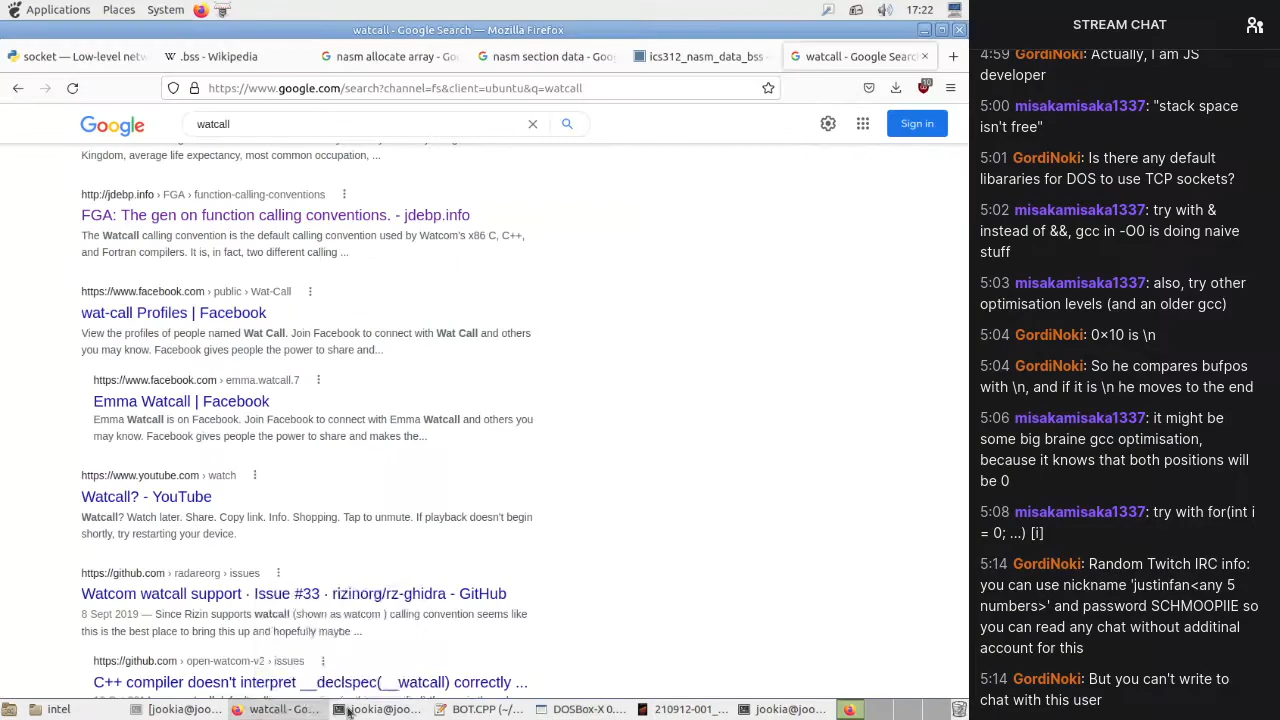 Applications Places System 17:22
watcall - Google Search — Mozilla Firefox
socket — Low-level netw
.bss - Wikipedia
nasm allocate array - Go
nasm section data - Goo
ics312_nasm_data_bss
watcall - Google Search
https://www.google.com/search?channel=fs&client=ubuntu&q=watcall
10
Google
watcall
Sign in
Kingdom, average life expectancy, most common occupation, ...
http://jdebp.info › FGA › function-calling-conventions
FGA: The gen on function calling conventions. - jdebp.info
The Watcall calling convention is the default calling convention used by Watcom's x86 C, C++,
and Fortran compilers. It is, in fact, two different calling ...
https://www.facebook.com › public › Wat-Call
wat-call Profiles | Facebook
View the profiles of people named Wat Call. Join Facebook to connect with Wat Call and others
you may know. Facebook gives people the power to share and...
https://www.facebook.com › emma.watcall.7
Emma Watcall | Facebook
Emma Watcall is on Facebook. Join Facebook to connect with Emma Watcall and others you
may know. Facebook gives people the power to share and makes the...
https://www.youtube.com › watch
Watcall? - YouTube
Watcall? Watch later. Share. Copy link. Info. Shopping. Tap to unmute. If playback doesn't begin
shortly, try restarting your device.
https://github.com › radareorg › issues
Watcom watcall support · Issue #33 · rizinorg/rz-ghidra - GitHub
8 Sept 2019 — Since Rizin supports watcall (shown as watcom ) calling convention seems like
this is the best place to bring this up and hopefully maybe ...
https://github.com › open-watcom-v2 › issues
C++ compiler doesn't interpret __declspec(__watcall) correctly ...
intel
[jookia@joo...
watcall - Go...
jookia@joo...
BOT.CPP (~/...
DOSBox-X 0....
210912-001_...
jookia@joo...
STREAM CHAT
4:59 GordiNoki: Actually, I am JS
developer
5:00 misakamisaka1337: "stack space
isn't free"
5:01 GordiNoki: Is there any default
libararies for DOS to use TCP sockets?
5:02 misakamisaka1337: try with &
instead of &&, gcc in -O0 is doing naive
stuff
5:03 misakamisaka1337: also, try other
optimisation levels (and an older gcc)
5:04 GordiNoki: 0×10 is \n
5:04 GordiNoki: So he compares bufpos
with \n, and if it is \n he moves to the end
5:06 misakamisaka1337: it might be
some big braine gcc optimisation,
because it knows that both positions will
be 0
5:08 misakamisaka1337: try with for(int i
= 0; ...) [i]
5:14 GordiNoki: Random Twitch IRC info:
you can use nickname 'justinfan<any 5
numbers>' and password SCHMOOPIIE so
you can read any chat without additinal
account for this
5:14 GordiNoki: But you can't write to
chat with this user